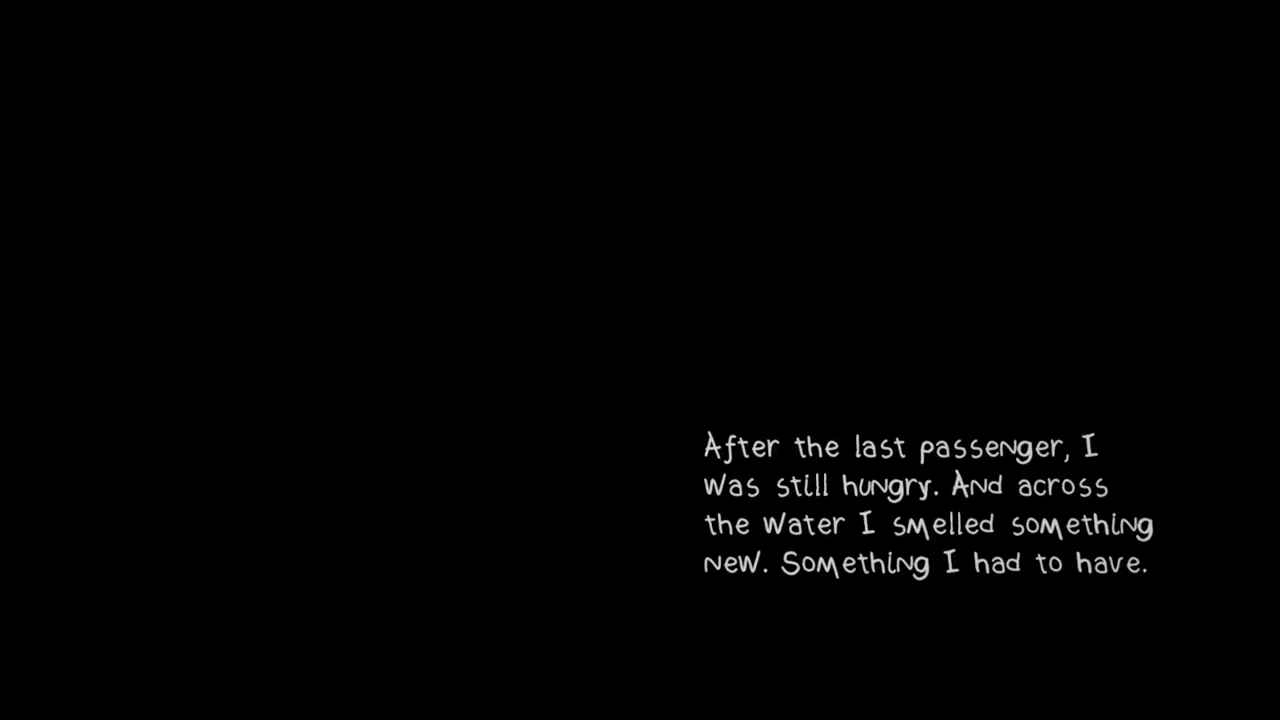 After the last passenger, I
was still hungry. And across
the water I smelled something
new. Something I had to have.